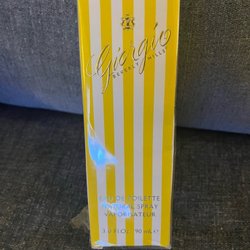 Giorgio
BEVERLY HILLS
EAU DE TOILETTE
NATURAL SPRAY
VAPORISATEUR
3.0 FL.OZ. 90 mL e